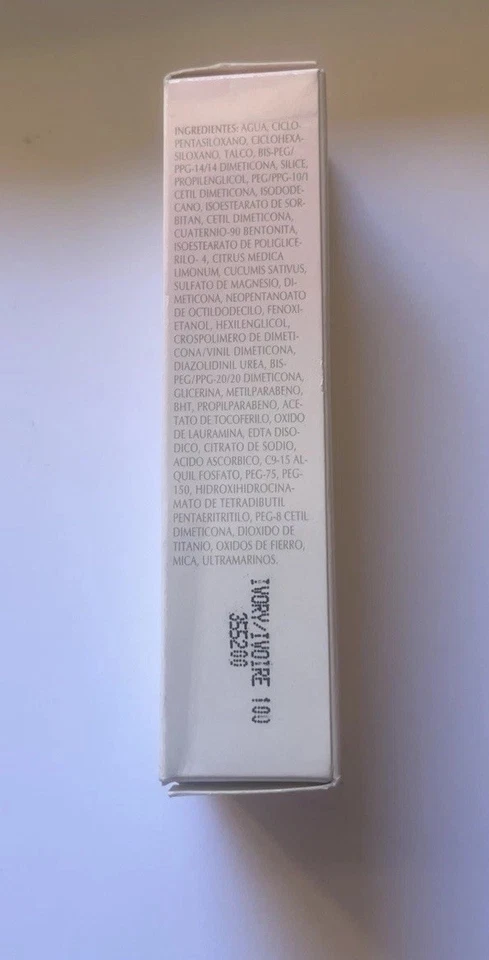 INGREDIENTES: AGUA, CICLO-
PENTASILOXANO, CICLOHEXA-
SILOXANO, TALCO, BIS-PEG/
PPG-14/14 DIMETICONA, SILICE,
PROPILENGLICOL, PEG/PPG-10/1
CETIL DIMETICONA, ISODODE-
CANO, ISOESTEARATO DE SOR-
BITAN, CETIL DIMETICONA,
CUATERNIO-90 BENTONITA,
ISOESTEARATO DE POLIGLICE-
RILO- 4, CITRUS MEDICA
LIMONUM, CUCUMIS SATIVUS,
SULFATO DE MAGNESIO, DI-
METICONA, NEOPENTANOATO
DE OCTILDODECILO, FENOXI-
ETANOL, HEXILENGLICOL,
CROSPOLIMERO DE DIMETI-
CONA/VINIL DIMETICONA,
DIAZOLIDINIL UREA, BIS-
PEG/PPG-20/20 DIMETICONA,
GLICERINA, METILPARABENO,
BHT, PROPILPARABENO, ACE-
TATO DE TOCOFERILO, OXIDO
DE LAURAMINA, EDTA DISO-
DICO, CITRATO DE SODIO,
ACIDO ASCORBICO, C9-15 AL-
QUIL FOSFATO, PEG-75, PEG-
150, HIDROXIHIDROCINA-
MATO DE TETRADIBUTIL
PENTAERITRITILO, PEG-8 CETIL
DIMETICONA, DIOXIDO DE
TITANIO, OXIDOS DE FIERRO,
MICA, ULTRAMARINOS.
IVORY/IVOIRE 100
355200